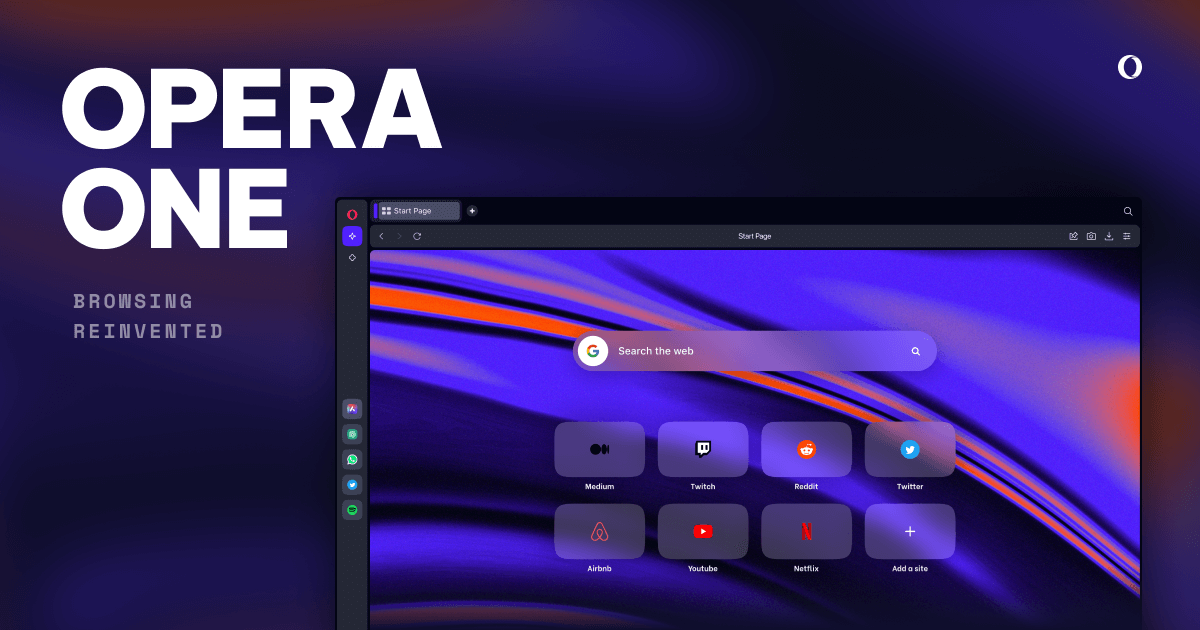 OPERA
ONE
BROWSING
REINVENTED
Start Page
Start Page
Search the web
Medium
Twitch
Reddit
Twitter
Airbnb
Youtube
Netflix
Add a site